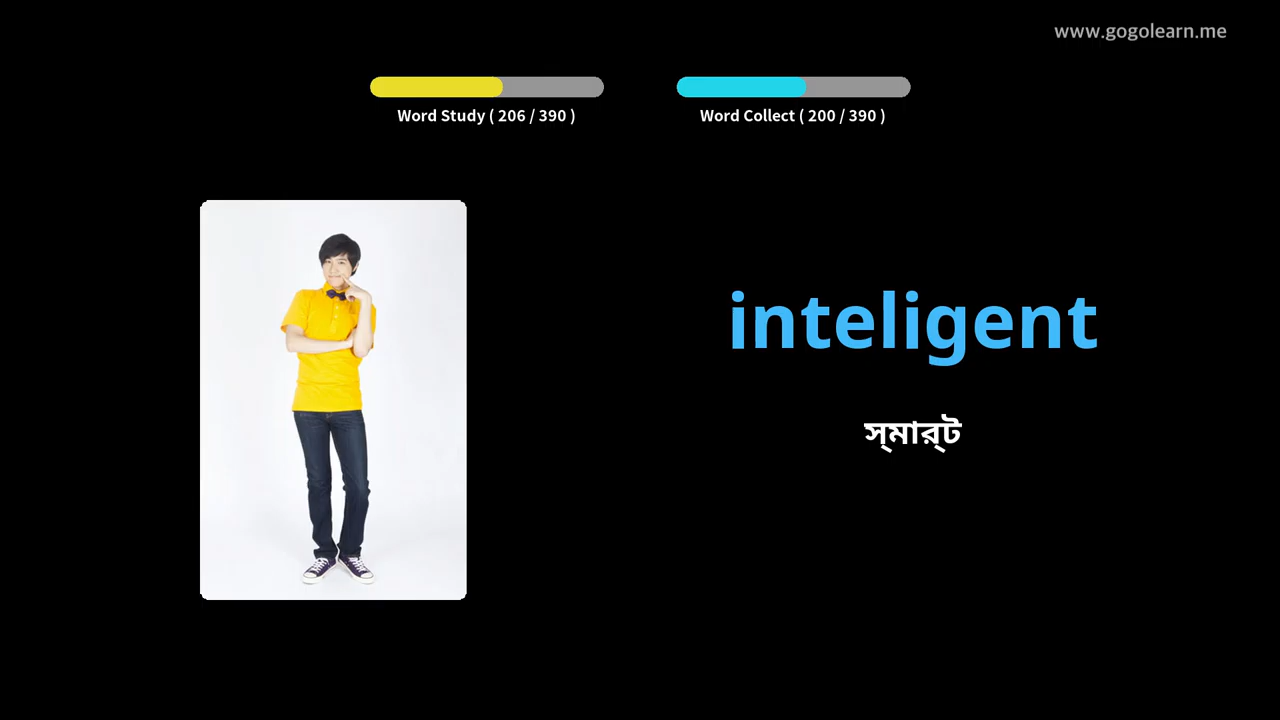 www.gogolearn.me
Word Study ( 206 / 390 )
Word Collect ( 200 / 390 )
inteligent
স্মার্ট